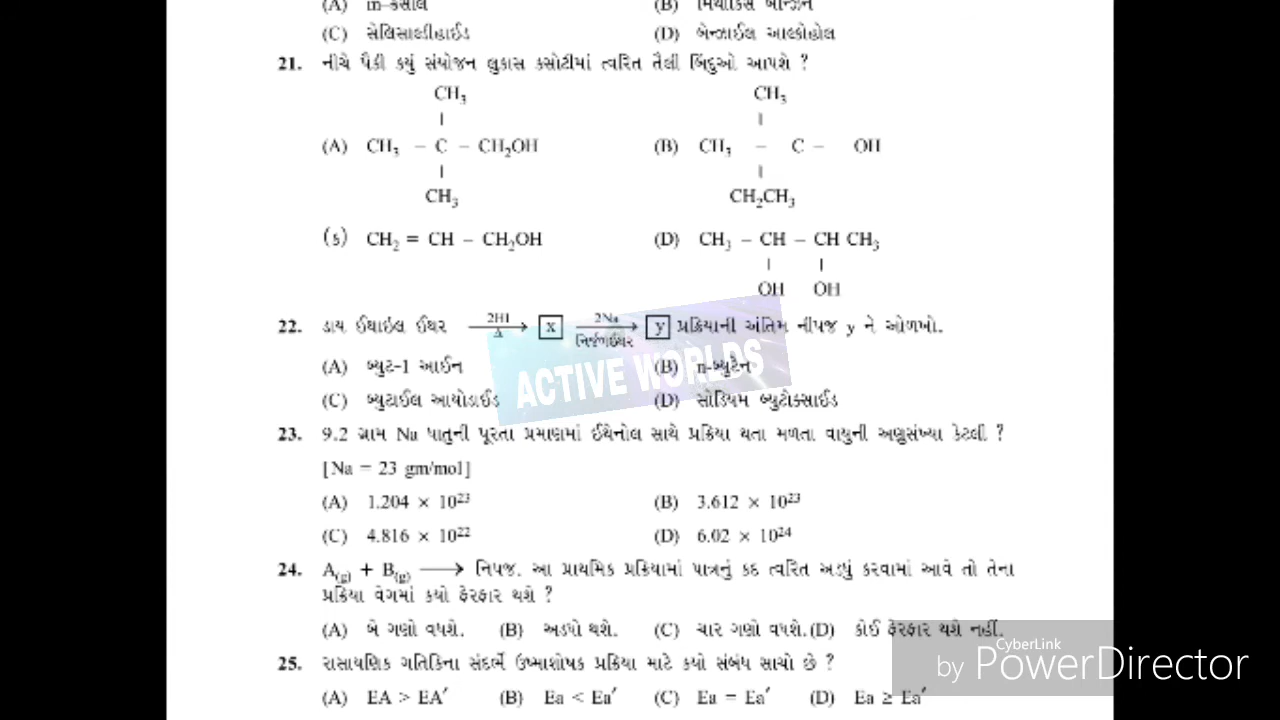 (A) m-ક્રેસોલ (B) મિથોક્સિ બેન્ઝિન
(C) સેલિસાલ્ડીહાઈડ (D) બેન્ઝાઈલ આલ્કોહોલ
21. નીચે પૈકી કયું સંયોજન લુકાસ કસોટીમાં ત્વરિત તૈલી બિંદુઓ આપશે ?
CH₃ CH₃
(A) CH₃ – C – CH₂OH (B) CH₃ – C – OH
CH₃ CH₂CH₃
(s) CH₂ = CH – CH₂OH (D) CH₃ – CH – CH CH₃
OH OH
22. ડાય ઈથાઇલ ઈથર 2HI Δ → x 2Na નિર્જળઈથર → y પ્રક્રિયાની અંતિમ નીપજ y ને ઓળખો.
(A) બ્યુટ-1 આઈન (B) n-બ્યુટેન
ACTIVE WORLDS
(C) બ્યુટાઈલ આયોડાઈડ (D) સોડિયમ બ્યુટોક્સાઈડ
23. 9.2 ગ્રામ Na ધાતુની પૂરતા પ્રમાણમાં ઈથેનોલ સાથે પ્રક્રિયા થતા મળતા વાયુની અણુસંખ્યા કેટલી ?
[Na = 23 gm/mol]
(A) 1.204 × 10²³ (B) 3.612 × 10²³
(C) 4.816 × 10²² (D) 6.02 × 10²⁴
24. A(g) + B(g) ⟶ નિપજ. આ પ્રાથમિક પ્રક્રિયામાં પાત્રનું કદ ત્વરિત અડધું કરવામાં આવે તો તેના
પ્રક્રિયા વેગમાં કયો ફેરફાર થશે ?
(A) બે ગણો વધશે. (B) અડધો થશે. (C) ચાર ગણો વધશે. (D) કોઈ ફેરફાર થશે નહીં.
CyberLink
by PowerDirector
25. રાસાયણિક ગતિકિના સંદર્ભે ઉષ્માશોષક પ્રક્રિયા માટે કયો સંબંધ સાચો છે ?
(A) EA > EA′ (B) Ea < Ea′ (C) Ea = Ea′ (D) Ea ≥ Ea′